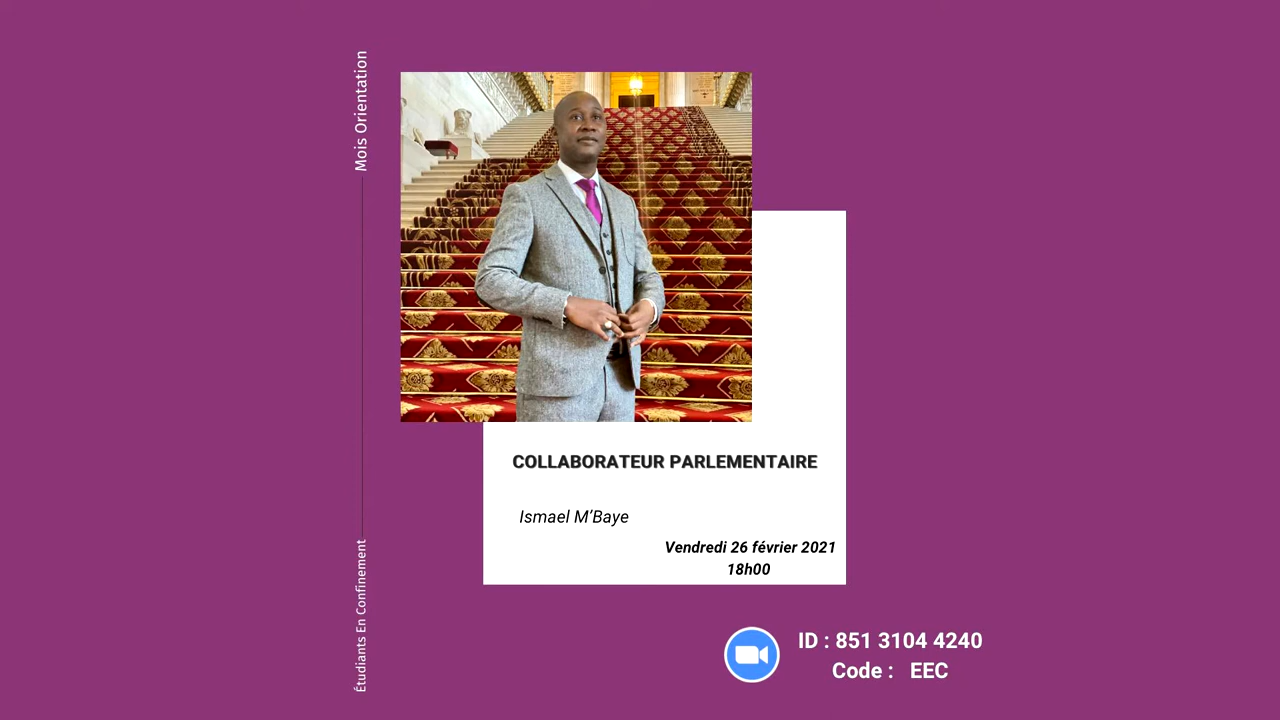 Mois Orientation
Étudiants En Confinement
COLLABORATEUR PARLEMENTAIRE
Ismael M’Baye
Vendredi 26 février 2021
18h00
ID : 851 3104 4240
Code : EEC